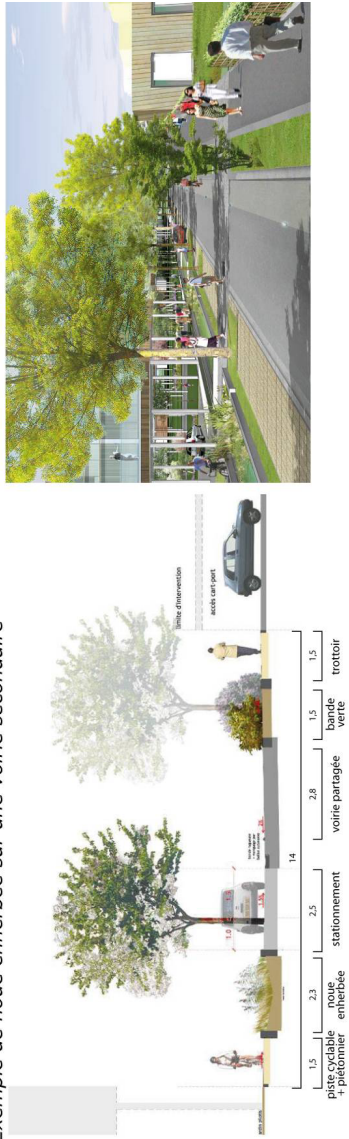 Exemple de noue enherbée sur une voirie secondaire
limite d'intervention
accès cart-port
14
1,5
2,3
2,5
2,8
1,5
1,5
piste cyclable
+ piétonnier
noue
enherbée
stationnement
voirie partagée
bande
verte
trottoir
1.0